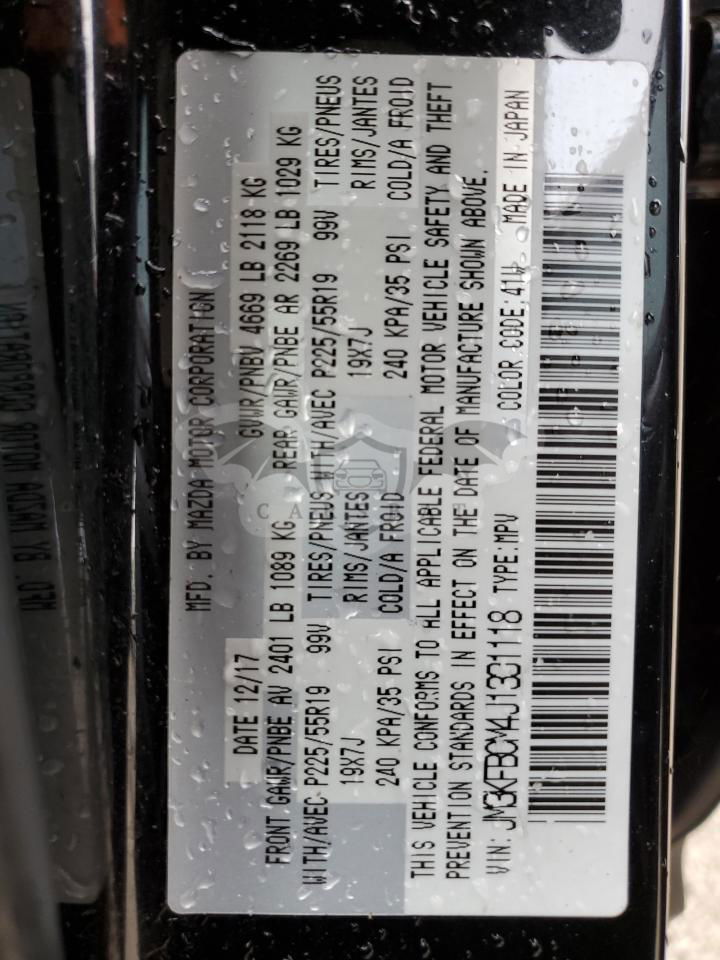 MFD. BY MAZDA MOTOR CORPORATION
DATE 12/17 GVWR/PNBV 4669 LB 2118 KG
FRONT GAWR/PNBE AV 2401 LB 1089 KG REAR GAWR/PNBE AR 2269 LB 1029 KG
WITH/AVEC P225/55R19 99V TIRES/PNEUS WITH/AVEC P225/55R19 99V TIRES/PNEUS
19X7J RIMS/JANTES 19X7J RIMS/JANTES
240 KPA/35 PSI COLD/A FROID 240 KPA/35 PSI COLD/A FROID
THIS VEHICLE CONFORMS TO ALL APPLICABLE FEDERAL MOTOR VEHICLE SAFETY AND THEFT
PREVENTION STANDARDS IN EFFECT ON THE DATE OF MANUFACTURE SHOWN ABOVE.
VIN: JM3KFBCM4J1301118 TYPE:MPV COLOR CODE:41W MADE IN JAPAN